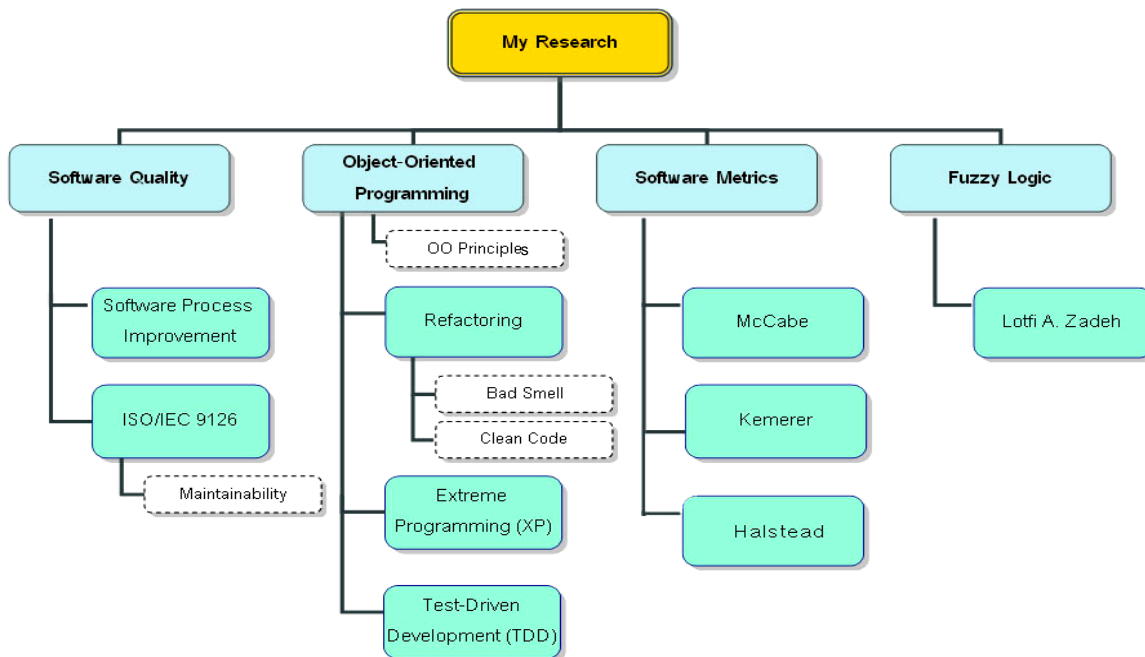 My Research
Software Quality
Object-Oriented
Programming
Software Metrics
Fuzzy Logic
OO Principles
Software Process
Improvement
Refactoring
McCabe
Lotfi A. Zadeh
Bad Smell
ISO/IEC 9126
Clean Code
Kemerer
Maintainability
Extreme
Programming (XP)
Halstead
Test-Driven
Development (TDD)